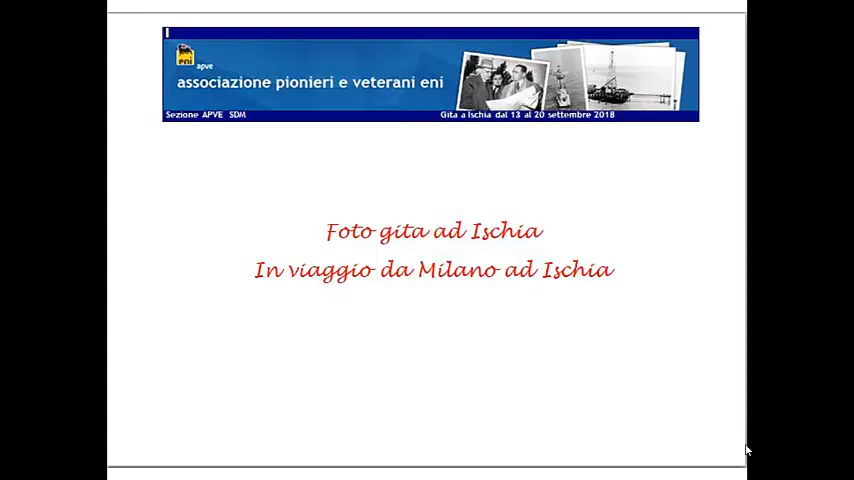 eni
apve
associazione pionieri e veterani eni
Sezione APVE SDM
Gita a Ischia dal 13 al 20 settembre 2018
Foto gita ad Ischia
In viaggio da Milano ad Ischia